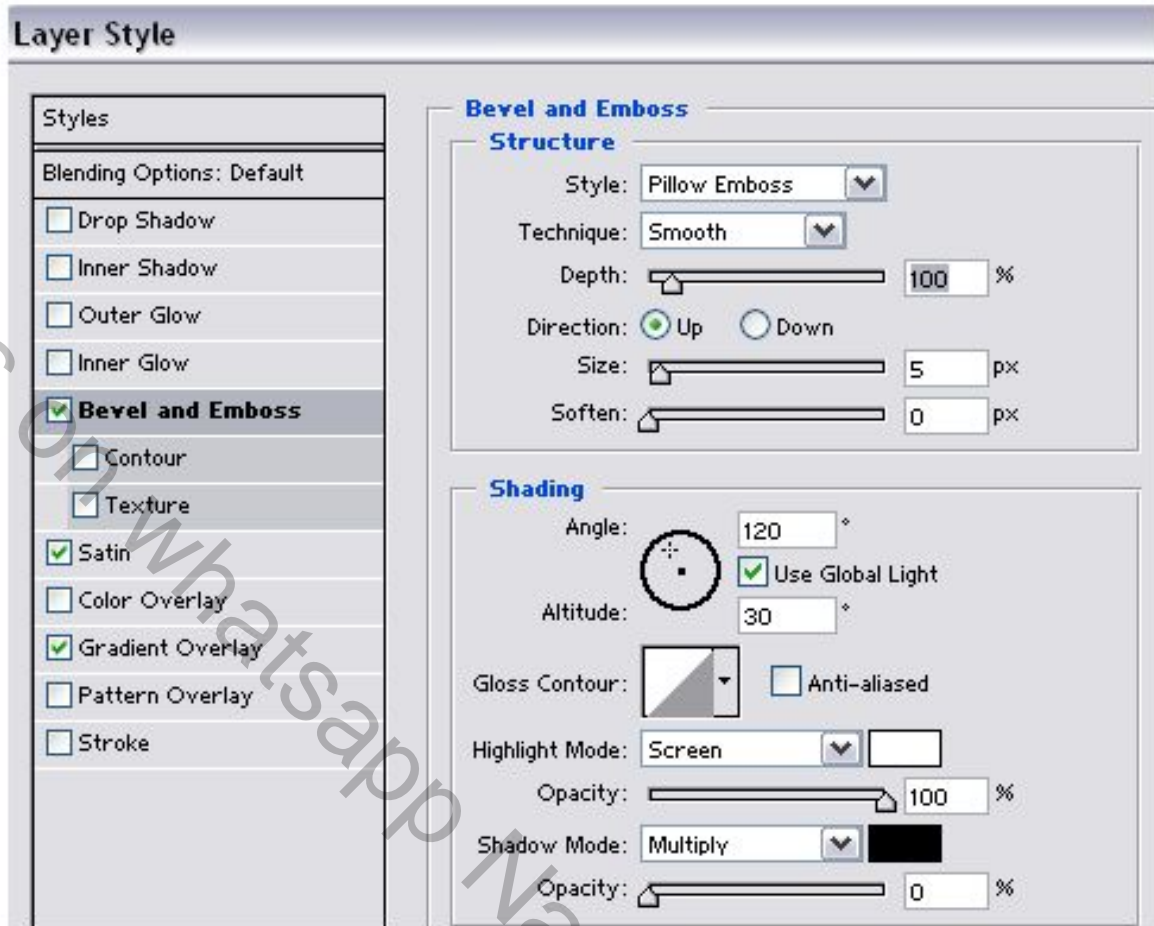 Layer Style
Styles
Blending Options: Default
Drop Shadow
Inner Shadow
Outer Glow
Inner Glow
Bevel and Emboss
Contour
Texture
Satin
Color Overlay
Gradient Overlay
Pattern Overlay
Stroke
Bevel and Emboss
Structure
Style: Pillow Emboss
Technique: Smooth
Depth: 100 %
Direction: Up Down
Size: 5 px
Soften: 0 px
Shading
Angle: 120 °
Use Global Light
Altitude: 30 °
Gloss Contour: Anti-aliased
Highlight Mode: Screen
Opacity: 100 %
Shadow Mode: Multiply
Opacity: 0 %
on whatsapp